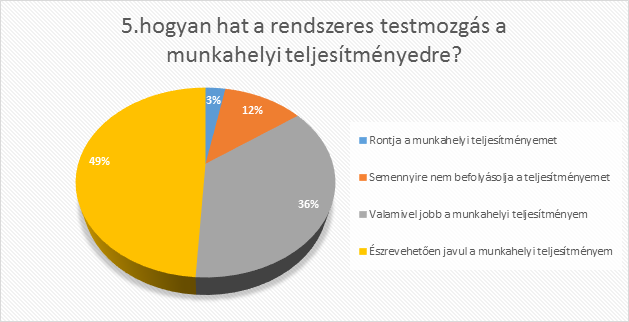 5.hogyan hat a rendszeres testmozgás a
munkahelyi teljesítményedre?
3%
12%
49%
36%
Rontja a munkahelyi teljesítményemet
Semennyire nem befolyásolja a teljesítményemet
Valamivel jobb a munkahelyi teljesítményem
Észrevehetően javul a munkahelyi teljesítményem